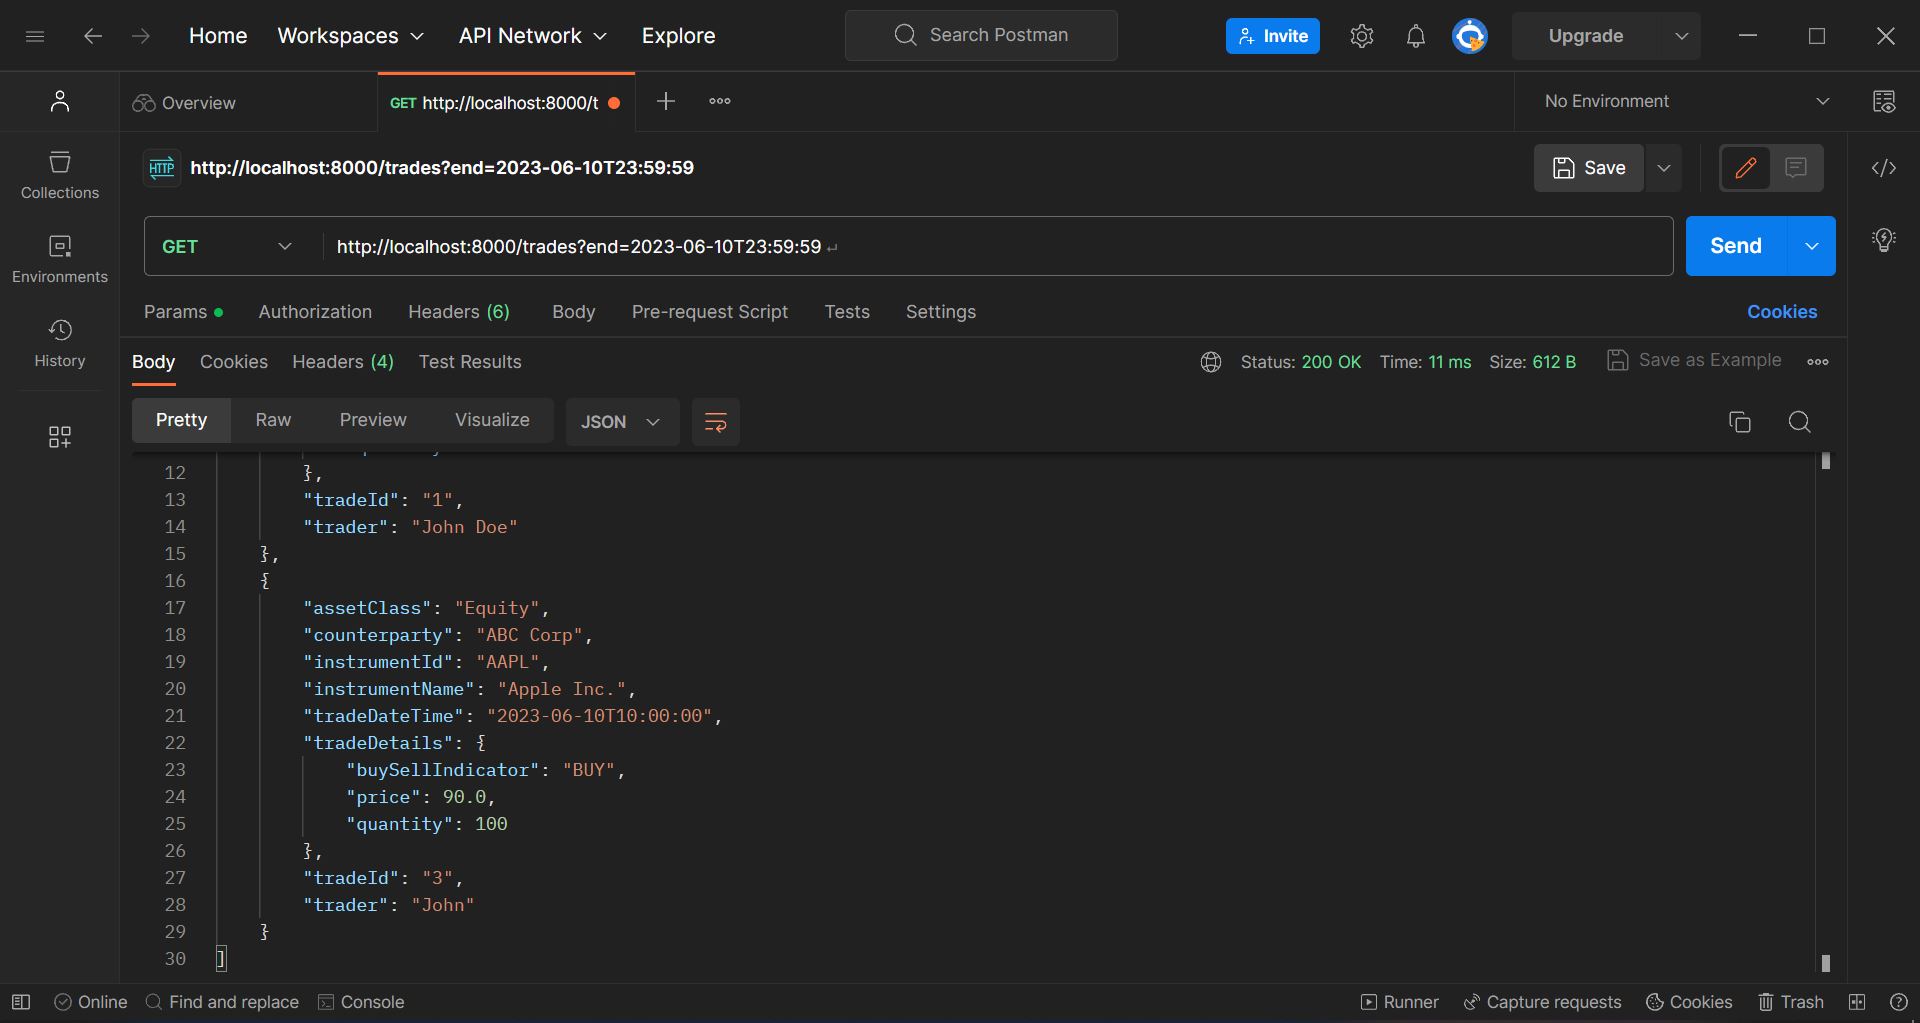 Home Workspaces API Network Explore Search Postman Invite Upgrade
Overview GET http://localhost:8000/t No Environment
HTTP http://localhost:8000/trades?end=2023-06-10T23:59:59 Save
Collections
GET http://localhost:8000/trades?end=2023-06-10T23:59:59 Send
Environments
Params Authorization Headers (6) Body Pre-request Script Tests Settings Cookies
History
Body Cookies Headers (4) Test Results Status: 200 OK Time: 11 ms Size: 612 B Save as Example
Pretty Raw Preview Visualize JSON
12 },
13 "tradeId": "1",
14 "trader": "John Doe"
15 },
16 {
17 "assetClass": "Equity",
18 "counterparty": "ABC Corp",
19 "instrumentId": "AAPL",
20 "instrumentName": "Apple Inc.",
21 "tradeDateTime": "2023-06-10T10:00:00",
22 "tradeDetails": {
23 "buySellIndicator": "BUY",
24 "price": 90.0,
25 "quantity": 100
26 },
27 "tradeId": "3",
28 "trader": "John"
29 }
30 ]
Online Find and replace Console Runner Capture requests Cookies Trash